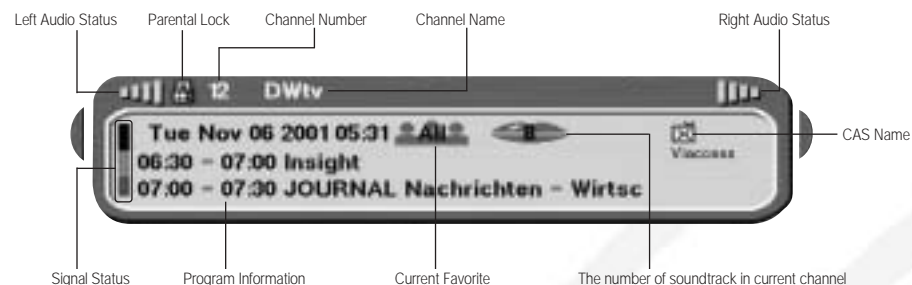 Left Audio Status Parental Lock Channel Number Channel Name Right Audio Status
12 DWtv
Tue Nov 06 2001 05:31 All
Viaccess
CAS Name
06:30 - 07:00 Insight
07:00 - 07:30 JOURNAL Nachrichten - Wirtsc
Signal Status Program Information Current Favorite The number of soundtrack in current channel